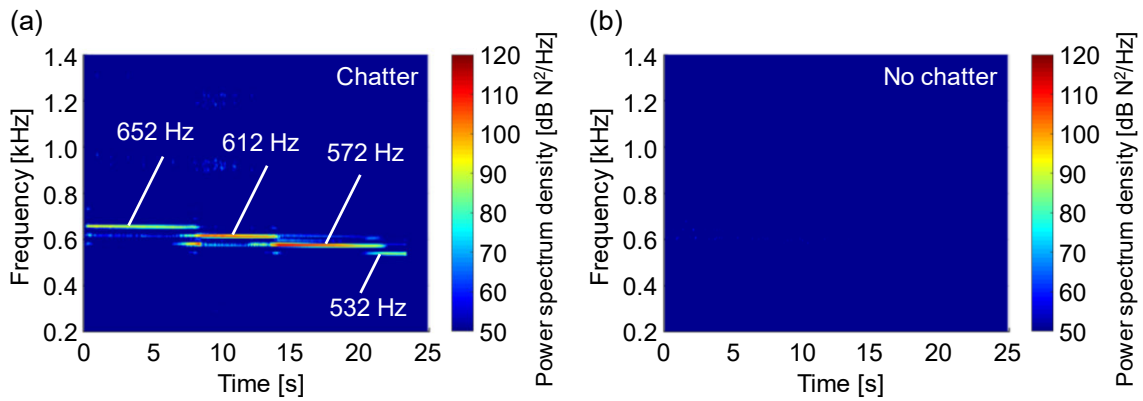 (a)
1.4
1.2
1.0
0.8
0.6
0.4
0.2
Frequency [kHz]
0 5 10 15 20 25
Time [s]
Chatter
652 Hz
612 Hz
572 Hz
532 Hz
120
110
100
90
80
70
60
50
Power spectrum density [dB N²/Hz]
(b)
1.4
1.2
1.0
0.8
0.6
0.4
0.2
Frequency [kHz]
0 5 10 15 20 25
Time [s]
No chatter
120
110
100
90
80
70
60
50
Power spectrum density [dB N²/Hz]